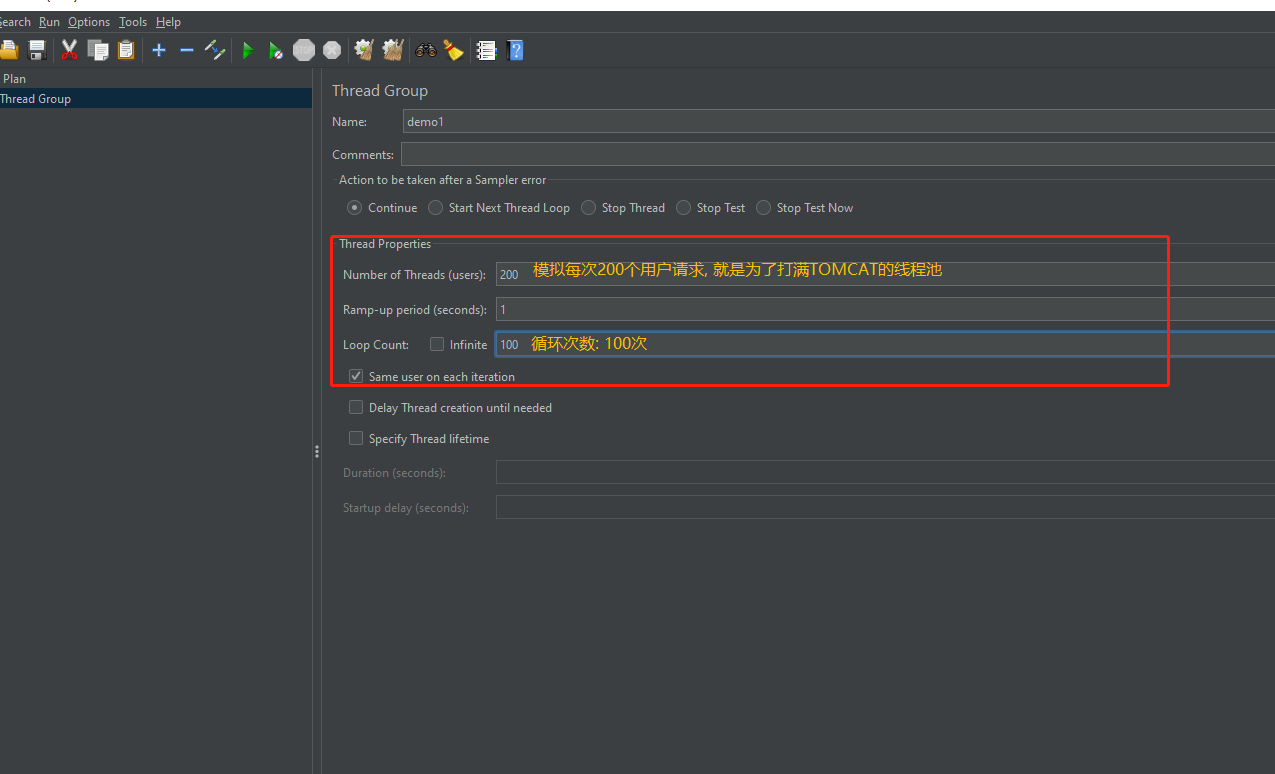 Search Run Options Tools Help
STOP
Plan
Thread Group
Thread Group
Name: demo1
Comments:
Action to be taken after a Sampler error
Continue Start Next Thread Loop Stop Thread Stop Test Stop Test Now
Thread Properties
Number of Threads (users): 200 模拟每次200个用户请求, 就是为了打满TOMCAT的线程池
Ramp-up period (seconds): 1
Loop Count: Infinite 100 循环次数: 100次
Same user on each iteration
Delay Thread creation until needed
Specify Thread lifetime
Duration (seconds):
Startup delay (seconds):